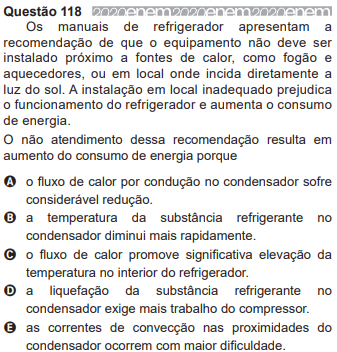 Questão 118 2020enem2020enem2020enem
Os manuais de refrigerador apresentam a
recomendação de que o equipamento não deve ser
instalado próximo a fontes de calor, como fogão e
aquecedores, ou em local onde incida diretamente a
luz do sol. A instalação em local inadequado prejudica
o funcionamento do refrigerador e aumenta o consumo
de energia.
O não atendimento dessa recomendação resulta em
aumento do consumo de energia porque
A o fluxo de calor por condução no condensador sofre
considerável redução.
B a temperatura da substância refrigerante no
condensador diminui mais rapidamente.
C o fluxo de calor promove significativa elevação da
temperatura no interior do refrigerador.
D a liquefação da substância refrigerante no
condensador exige mais trabalho do compressor.
E as correntes de convecção nas proximidades do
condensador ocorrem com maior dificuldade.